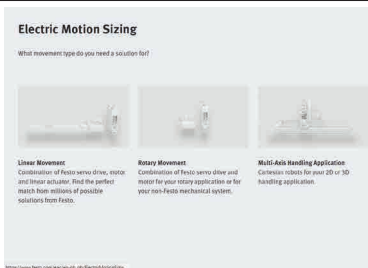 Electric Motion Sizing
What movement type do you need a solution for?
Linear Movement
Combination of Festo servo drive, motor
and linear actuator. Find the perfect
match from millions of possible
solutions from Festo.
Rotary Movement
Combination of Festo servo drive and
motor for your rotary application or for
your non-Festo mechanical system.
Multi-Axis Handling Application
Cartesian robots for your 2D or 3D
handling application.